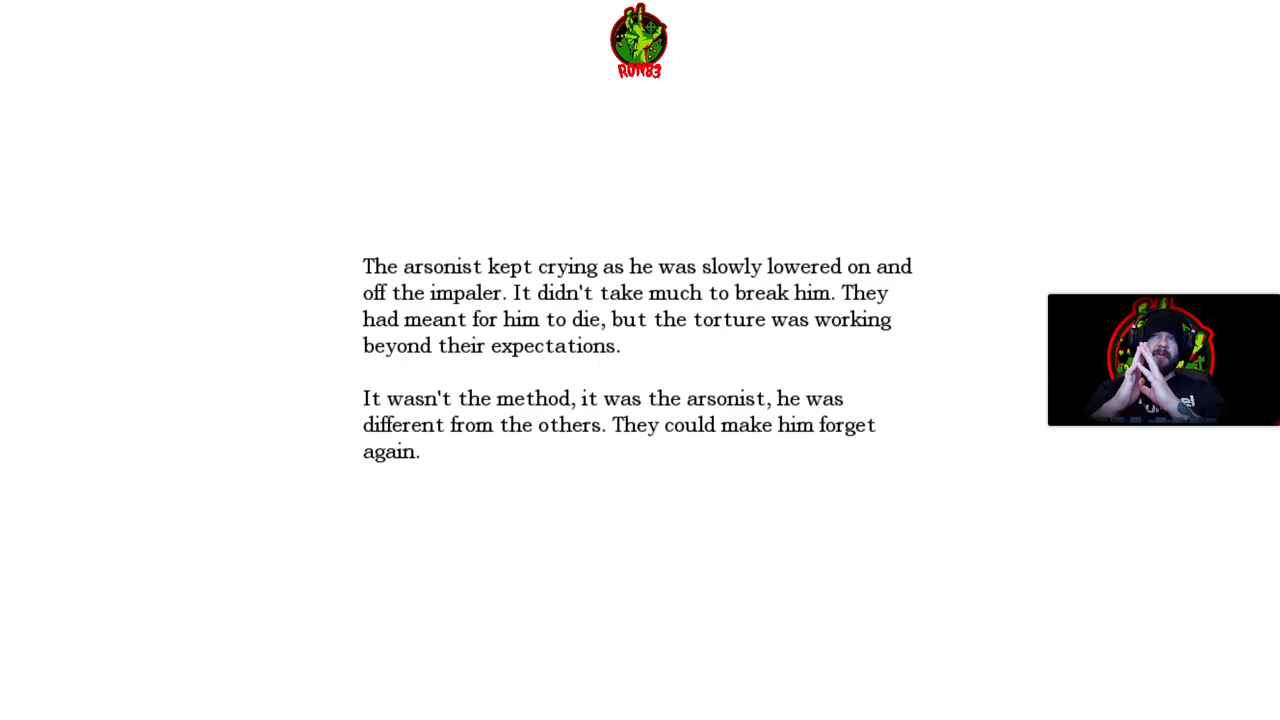 RON83
The arsonist kept crying as he was slowly lowered on and
off the impaler. It didn't take much to break him. They
had meant for him to die, but the torture was working
beyond their expectations.
It wasn't the method, it was the arsonist, he was
different from the others. They could make him forget
again.